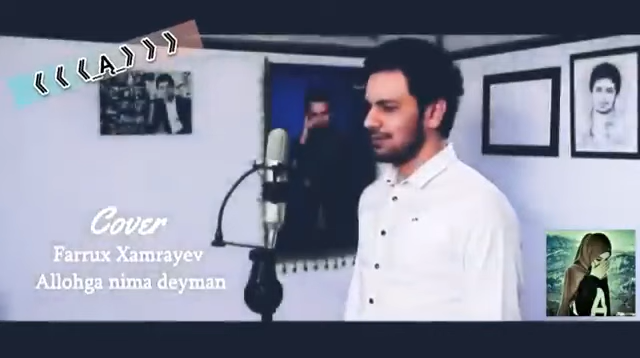 《《《Ą》》》
Cover
Farrux Xamrayev
Allohga nima deyman
A